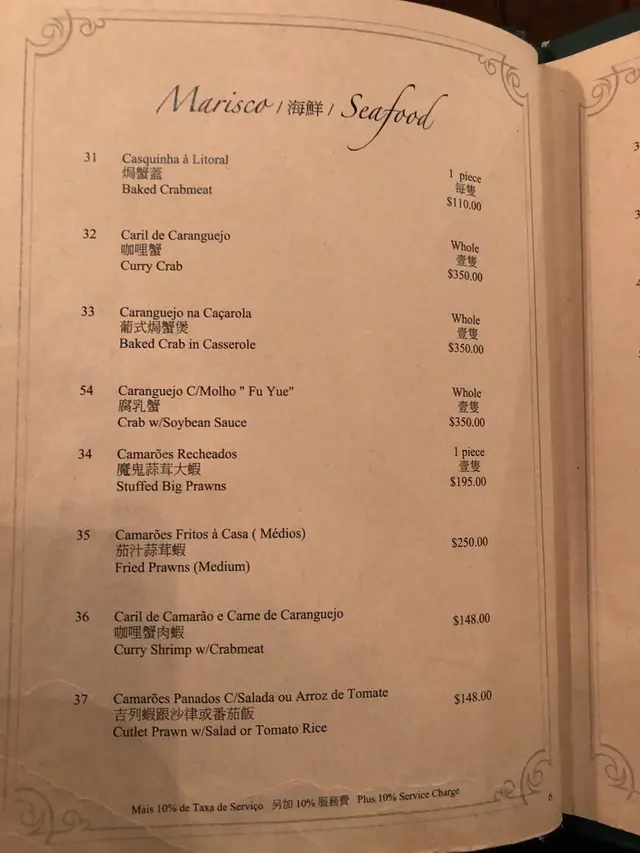 Marisco / 海鮮 / Seafood
31 Casquinha à Litoral
焗蟹蓋
Baked Crabmeat
1 piece
每隻
$110.00
32 Caril de Caranguejo
咖哩蟹
Curry Crab
Whole
壹隻
$350.00
33 Caranguejo na Caçarola
葡式焗蟹煲
Baked Crab in Casserole
Whole
壹隻
$350.00
54 Caranguejo C/Molho " Fu Yue"
腐乳蟹
Crab w/Soybean Sauce
Whole
壹隻
$350.00
34 Camarões Recheados
魔鬼蒜茸大蝦
Stuffed Big Prawns
1 piece
壹隻
$195.00
35 Camarões Fritos à Casa ( Médios)
茄汁蒜茸蝦
Fried Prawns (Medium)
$250.00
36 Caril de Camarão e Carne de Caranguejo
咖哩蟹肉蝦
Curry Shrimp w/Crabmeat
$148.00
37 Camarões Panados C/Salada ou Arroz de Tomate
吉列蝦跟沙律或番茄飯
Cutlet Prawn w/Salad or Tomato Rice
$148.00
Mais 10% de Taxa de Serviço 另加 10% 服務費 Plus 10% Service Charge
6